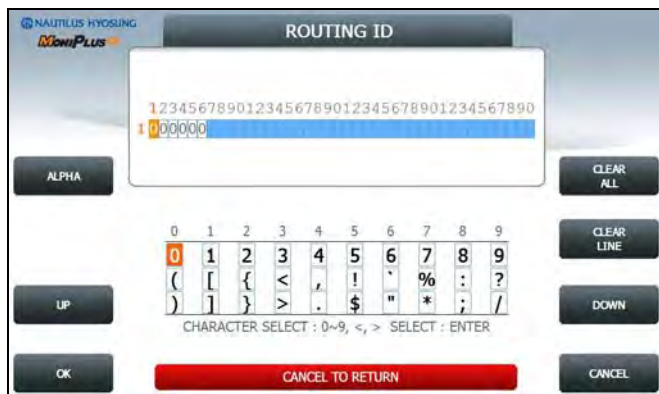 NAUTILUS HYOSUNG
MoniPlus
ROUTING ID
1234567890123456789012345678901234567890
1 000000
ALPHA
CLEAR ALL
0 1 2 3 4 5 6 7 8 9
0 1 2 3 4 5 6 7 8 9
( [ { < , ! ` % : ?
) ] } > . $ " * ; /
CLEAR LINE
UP
DOWN
CHARACTER SELECT : 0~9, <, > SELECT : ENTER
OK
CANCEL TO RETURN
CANCEL